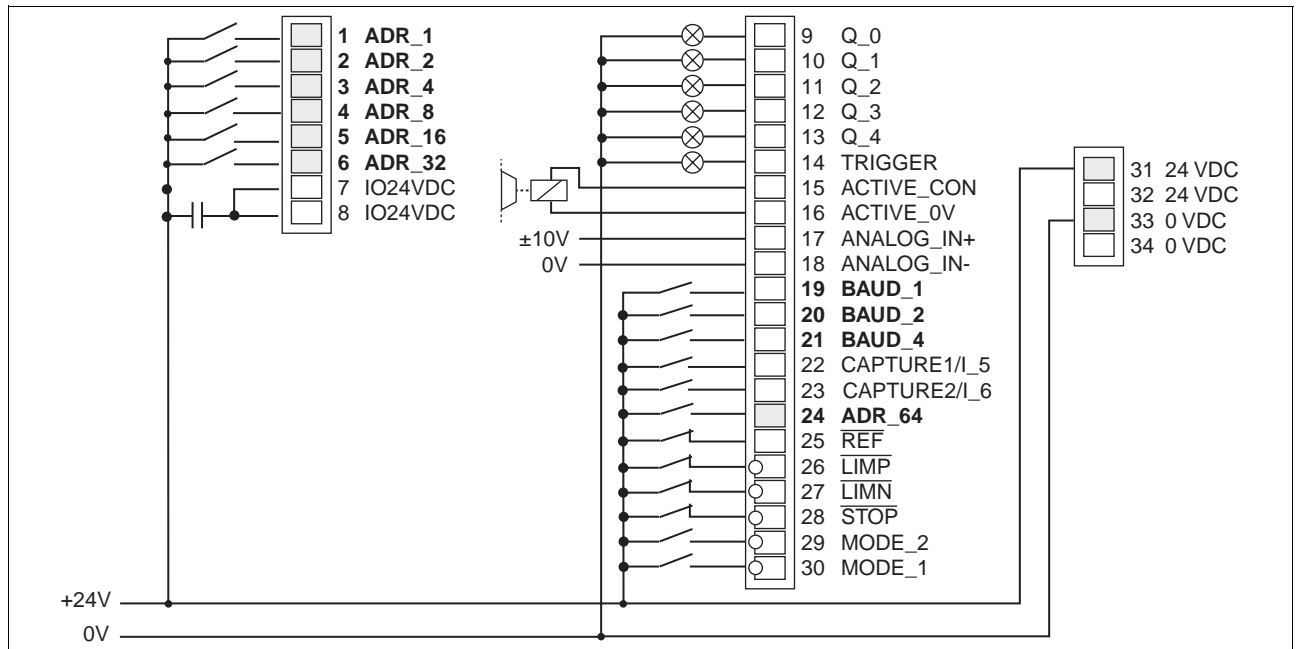 1 ADR_1
2 ADR_2
3 ADR_4
4 ADR_8
5 ADR_16
6 ADR_32
7 IO24VDC
8 IO24VDC
9 Q_0
10 Q_1
11 Q_2
12 Q_3
13 Q_4
14 TRIGGER
15 ACTIVE_CON
16 ACTIVE_0V
±10V 17 ANALOG_IN+
0V 18 ANALOG_IN-
19 BAUD_1
20 BAUD_2
21 BAUD_4
22 CAPTURE1/I_5
23 CAPTURE2/I_6
24 ADR_64
25 REF
26 LIMP
27 LIMN
28 STOP
29 MODE_2
30 MODE_1
31 24 VDC
32 24 VDC
33 0 VDC
34 0 VDC
+24V
0V